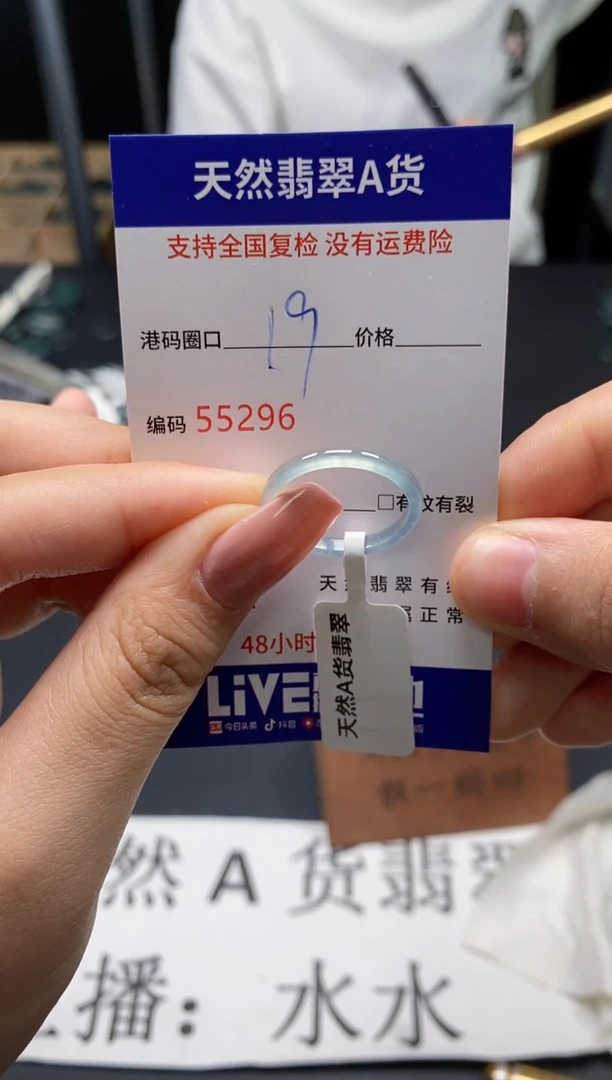 天然翡翠A货
支持全国复检 没有运费险
港码圈口 19 价格
编码 55296
□有纹有裂
天 翡翠有
正常
48小时
LiVE
今日头条 抖音
天然A货翡翠
然A货翡翠
播：水水